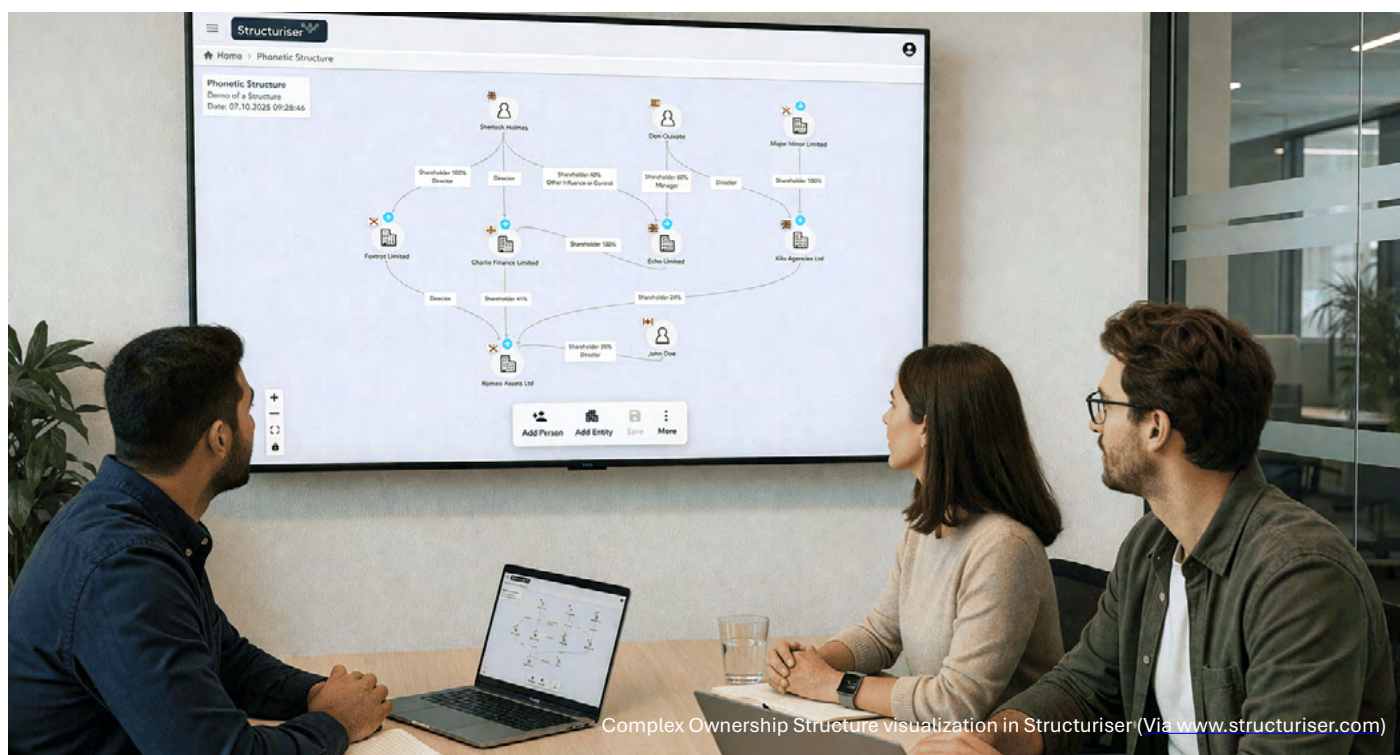 Structuriser
Home > Phonetic Structure
Phonetic Structure
Demo of a Structure
Date: 07.10.2025 09:28:46
Sherlock Holmes
Don Quixote
Major Minor Limited
Shareholder 100%
Director
Director
Shareholder 40%
Other Influence or Control
Shareholder 60%
Manager
Director
Shareholder 100%
Foxtrot Limited
Charlie Finance Limited
Shareholder 100%
Echo Limited
Kilo Agencies Ltd
Director
Shareholder 41%
Shareholder 24%
Shareholder 35%
Director
John Doe
Romeo Assets Ltd
Add Person
Add Entity
Save
More
Complex Ownership Structure visualization in Structuriser (Via www.structuriser.com)